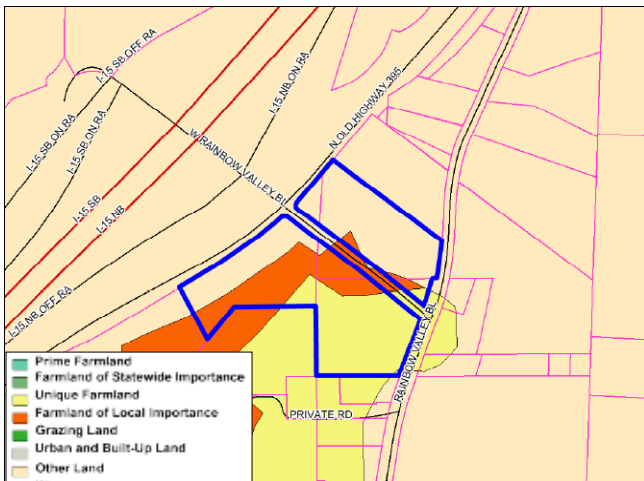 I-15 SB OFF RA
I-15 NB ON RA
N OLD HIGHWAY 395
W RAINBOW VALLEY BL
I-15 SB ON RA
I-15 SB ON RA
I-15 SB
I-15 NB
I-15 NB OFF RA
RAINBOW VALLEY BL
PRIVATE RD
Prime Farmland
Farmland of Statewide Importance
Unique Farmland
Farmland of Local Importance
Grazing Land
Urban and Built-Up Land
Other Land